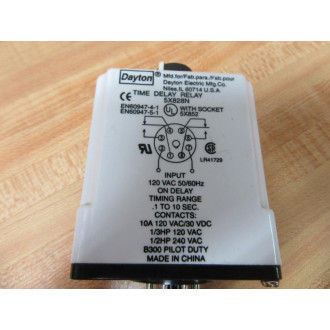 Dayton
Mfd.for/Fab.para./Fab.pour
Dayton Electric Mfg.Co.
Niles,IL 60714 U.S.A
CE TIME DELAY RELAY
5X828N
EN60947-4-1
EN60947-5-1
UL WITH SOCKET
5X852
LR41729
INPUT
120 VAC 50/60Hz
ON DELAY
TIMING RANGE
.1 TO 10 SEC.
CONTACTS:
10A 120 VAC/30 VDC
1/3HP 120 VAC
1/2HP 240 VAC
B300 PILOT DUTY
MADE IN CHINA